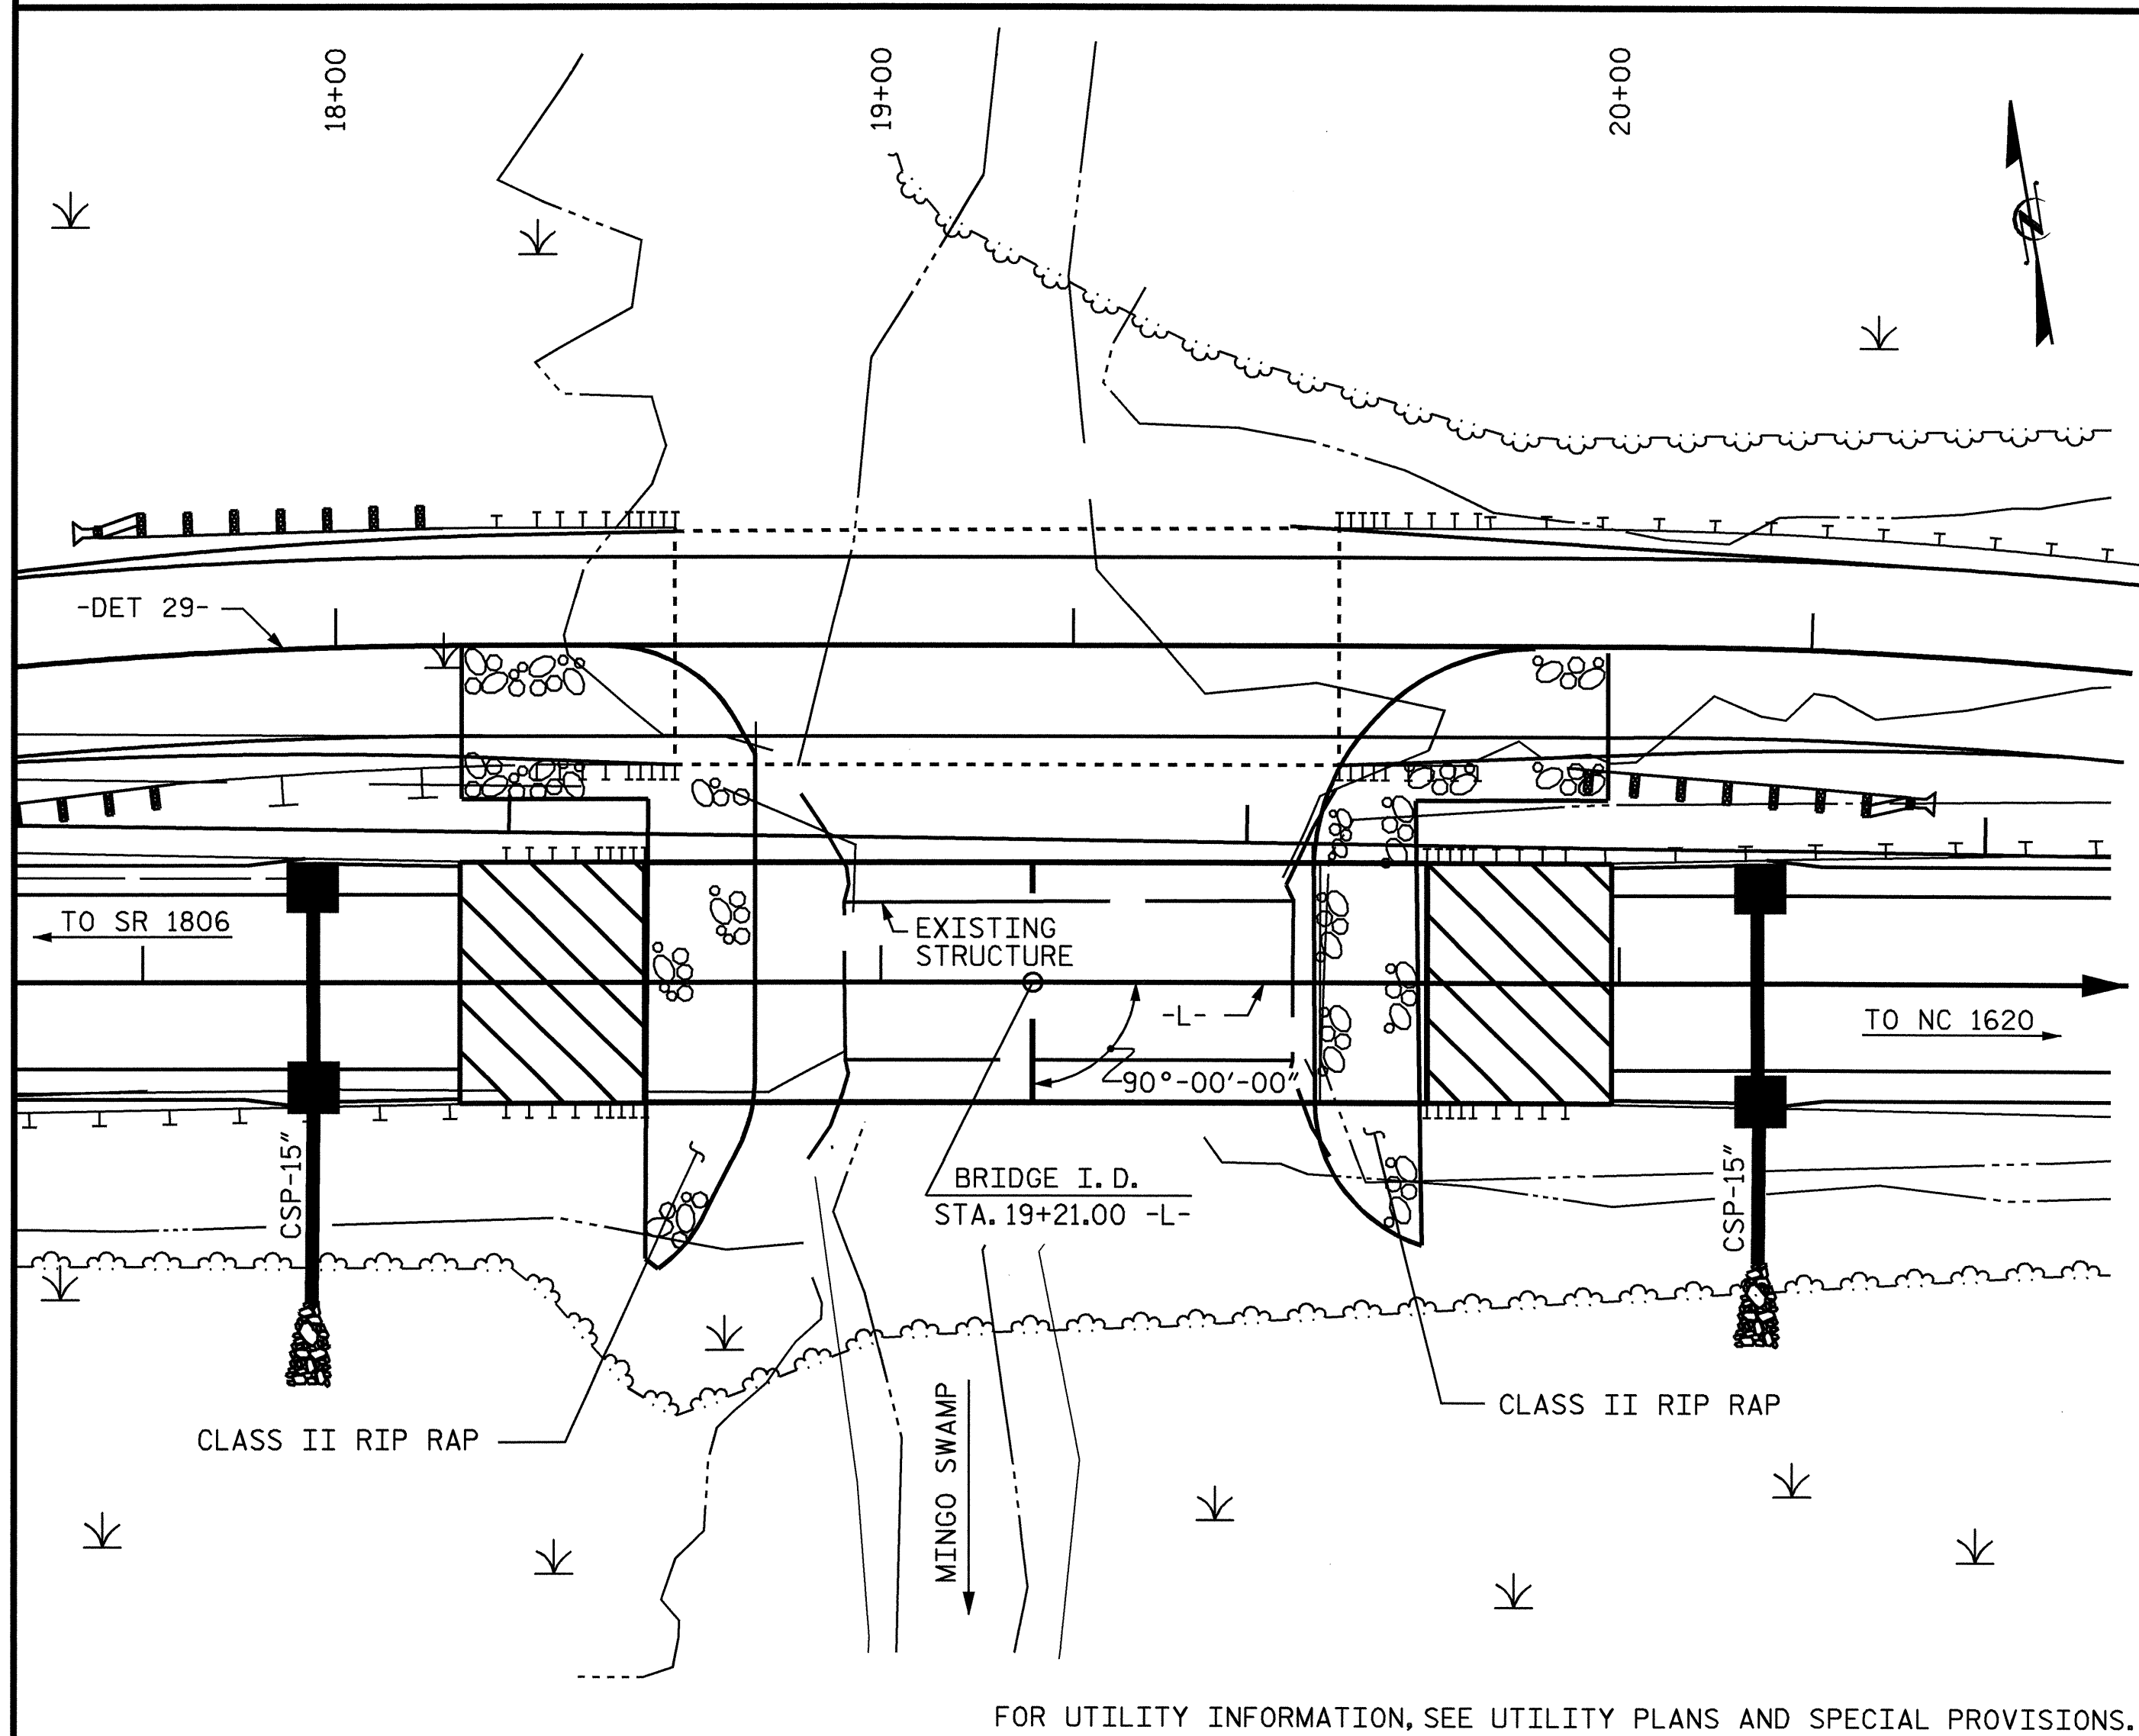 18+00
19+00
20+00
N
-DET 29-
TO SR 1806
EXISTING
STRUCTURE
-L-
TO NC 1620
90°-00'-00"
CSP-15"
CSP-15"
BRIDGE I.D.
STA. 19+21.00 -L-
CLASS II RIP RAP
CLASS II RIP RAP
MINGO SWAMP
FOR UTILITY INFORMATION, SEE UTILITY PLANS AND SPECIAL PROVISIONS.